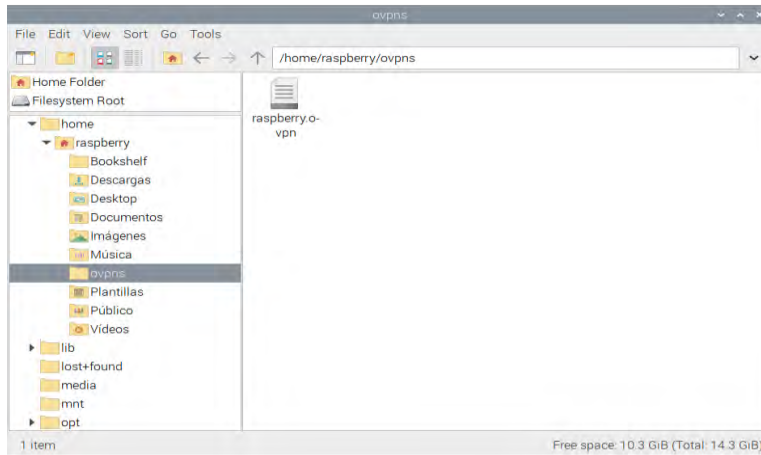 ovpns
File Edit View Sort Go Tools
/home/raspberry/ovpns
Home Folder
Filesystem Root
home
raspberry
Bookshelf
Descargas
Desktop
Documentos
Imágenes
Música
ovpns
Plantillas
Público
Vídeos
lib
lost+found
media
mnt
opt
raspberry.o-
vpn
1 item
Free space: 10.3 GiB (Total: 14.3 GiB)